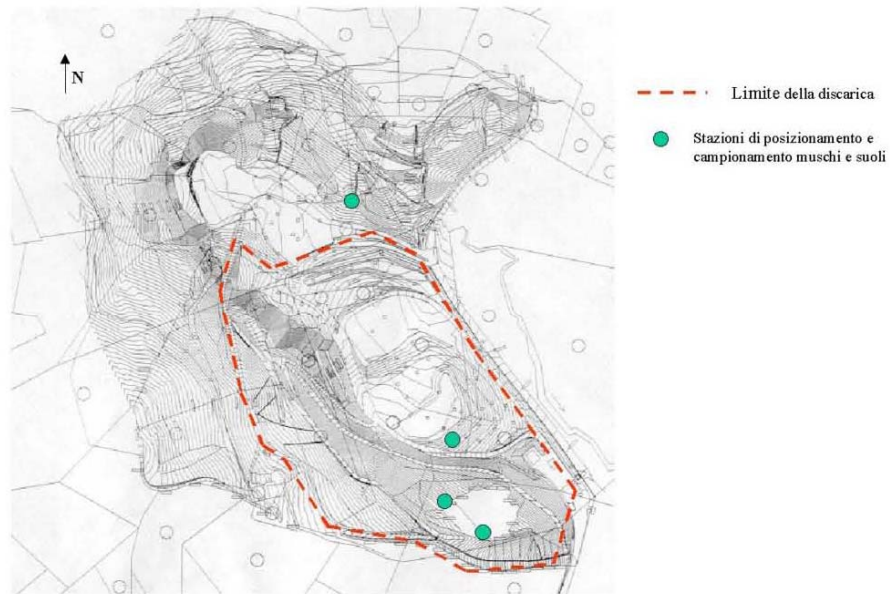 N
Limite della discarica
Stazioni di posizionamento e
campionamento muschi e suoli